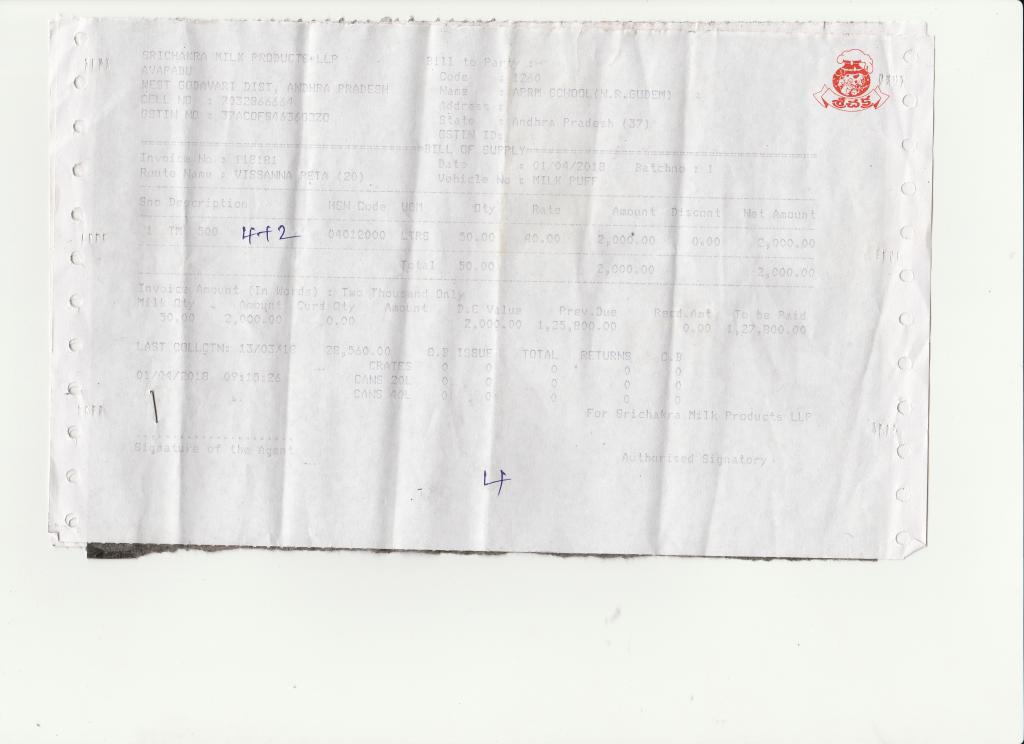 SRICHAKRA MILK PRODUCTS LLP
AVAPADU
WEST GODAVARI DIST, ANDHRA PRADESH
CELL NO : 7032866664
GSTIN NO :
Bill to Party :-
Code : 1260
Name : APRM SCHOOL(N.R.GUDEM) :
Address :
State : Andhra Pradesh (37)
GSTIN ID:
శ్రీచక్ర
BILL OF SUPPLY
Invoice No : 118181 Date : 01/04/2018 Batchno : 1
Route Name : VISSANNA PETA (20) Vehicle No : MILK PUFF
Sno Description HSN Code UOM Qty Rate Amount Discont Net Amount
1 TM 500 4+2 04012000 LTRS 50.00 40.00 2,000.00 0.00 2,000.00
Total 50.00 2,000.00 2,000.00
Invoice Amount (In Words) : Two Thousand Only
Milk Qty Amount Curd Qty Amount D.C Value Prev.Due Recd.Amt To be Paid
50.00 2,000.00 0.00 2,000.00 1,25,800.00 0.00 1,27,800.00
LAST COLLCTN: 13/03/18 28,560.00 O.B ISSUE TOTAL RETURNS C.B
CRATES 0 0 0 0 0
01/04/2018 09:15:26 CANS 20L 0 0 0 0 0
CANS 40L 0 0 0 0 0
For Srichakra Milk Products LLP
Signature of the Agent
Authorised Signatory
4